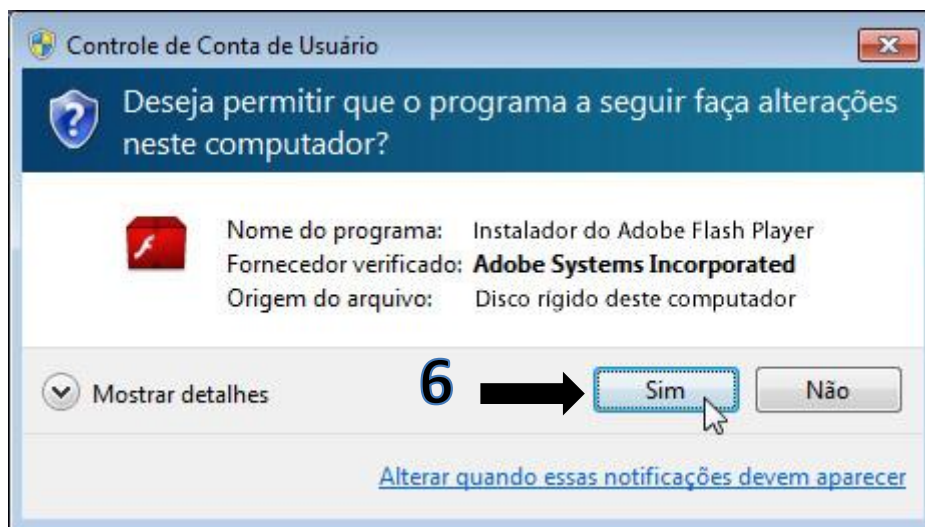 Controle de Conta de Usuário
Deseja permitir que o programa a seguir faça alterações
neste computador?
Nome do programa: Instalador do Adobe Flash Player
Fornecedor verificado: Adobe Systems Incorporated
Origem do arquivo: Disco rígido deste computador
Mostrar detalhes 6 Sim Não
Alterar quando essas notificações devem aparecer